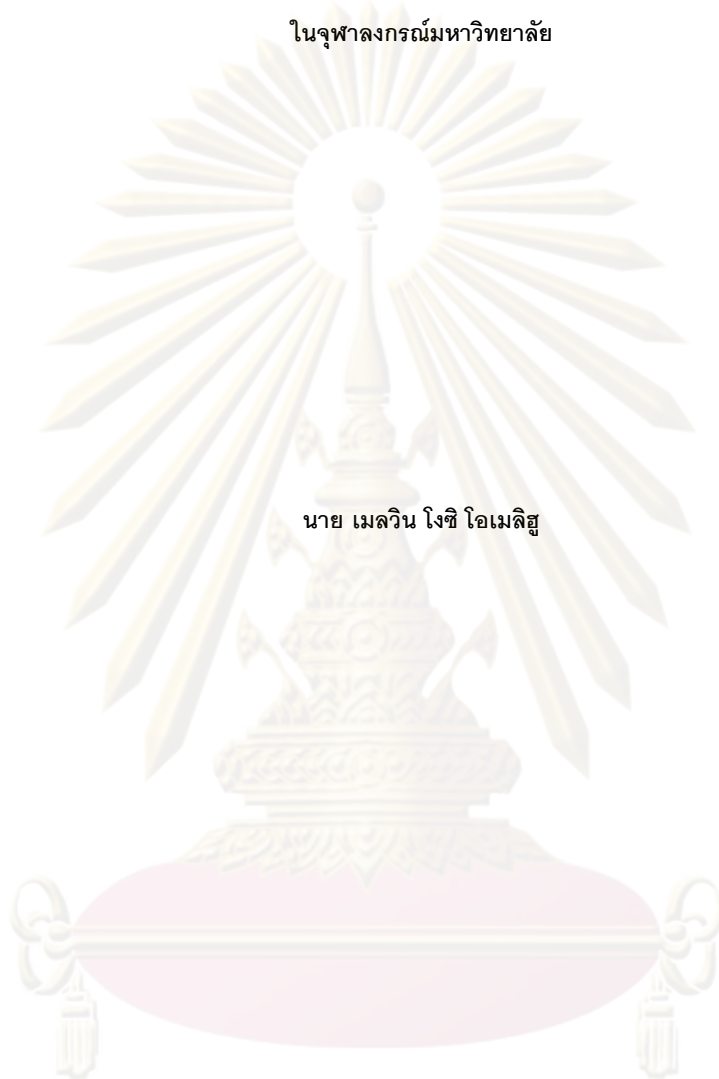 ในจุฬาลงกรณ์มหาวิทยาลัย
นาย เมลวิน โงซิ โอเมลิฮู